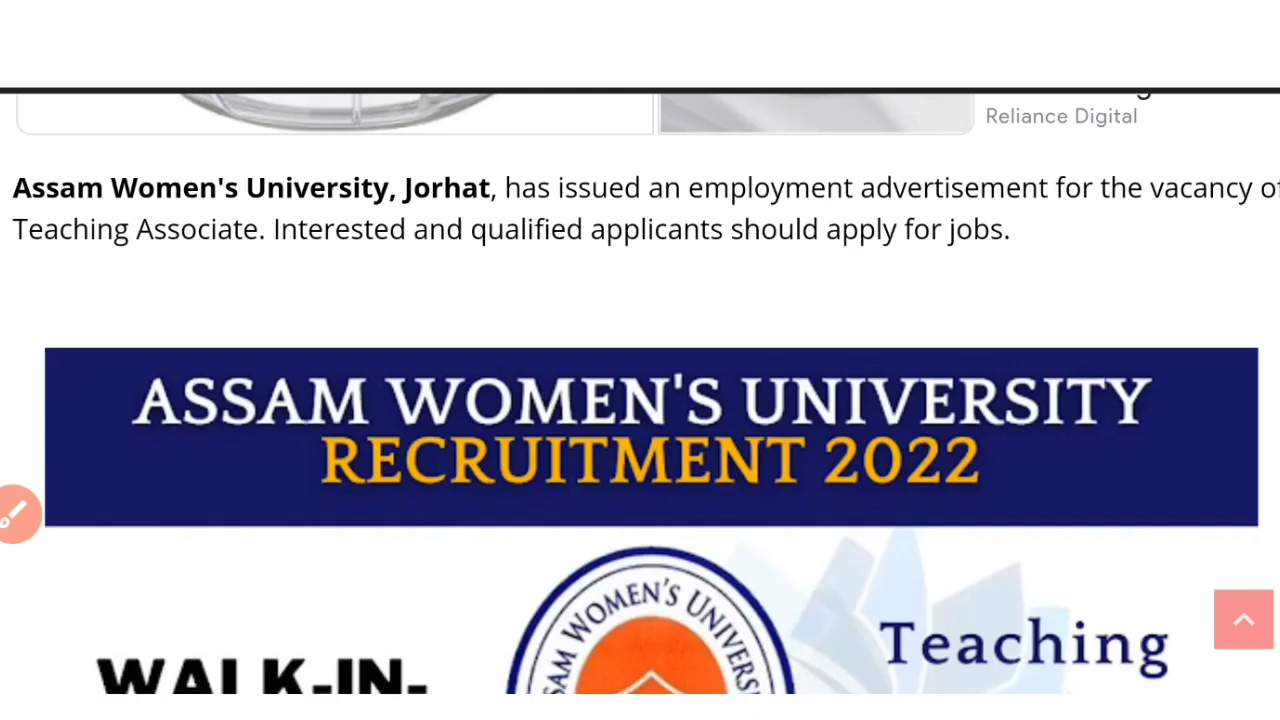 Reliance Digital
Assam Women's University, Jorhat, has issued an employment advertisement for the vacancy of
Teaching Associate. Interested and qualified applicants should apply for jobs.
ASSAM WOMEN'S UNIVERSITY
RECRUITMENT 2022
WOMEN'S
Teaching
WALK-IN-